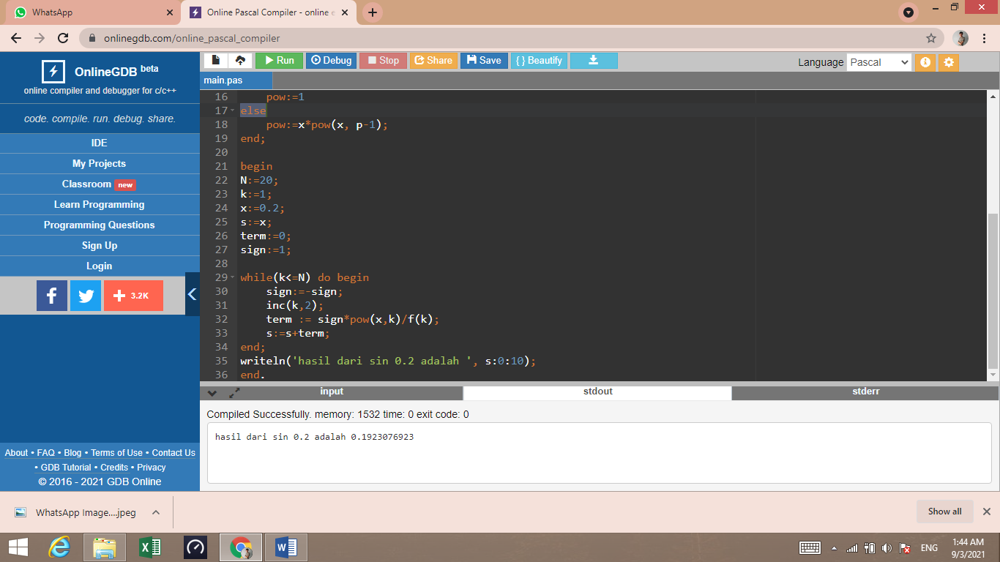 WhatsApp
Online Pascal Compiler - online e
onlinegdb.com/online_pascal_compiler
OnlineGDB beta
online compiler and debugger for c/c++
code. compile. run. debug. share.
IDE
My Projects
Classroom new
Learn Programming
Programming Questions
Sign Up
Login
3.2K
About • FAQ • Blog • Terms of Use • Contact Us
• GDB Tutorial • Credits • Privacy
© 2016 - 2021 GDB Online
Run Debug Stop Share Save { } Beautify
Language Pascal
main.pas
16 pow:=1
17 else
18 pow:=x*pow(x, p-1);
19 end;
20
21 begin
22 N:=20;
23 k:=1;
24 x:=0.2;
25 s:=x;
26 term:=0;
27 sign:=1;
28
29 while(k<=N) do begin
30 sign:=-sign;
31 inc(k,2);
32 term := sign*pow(x,k)/f(k);
33 s:=s+term;
34 end;
35 writeln('hasil dari sin 0.2 adalah ', s:0:10);
36 end.
input stdout stderr
Compiled Successfully. memory: 1532 time: 0 exit code: 0
hasil dari sin 0.2 adalah 0.1923076923
WhatsApp Image....jpeg
Show all
ENG
1:44 AM
9/3/2021